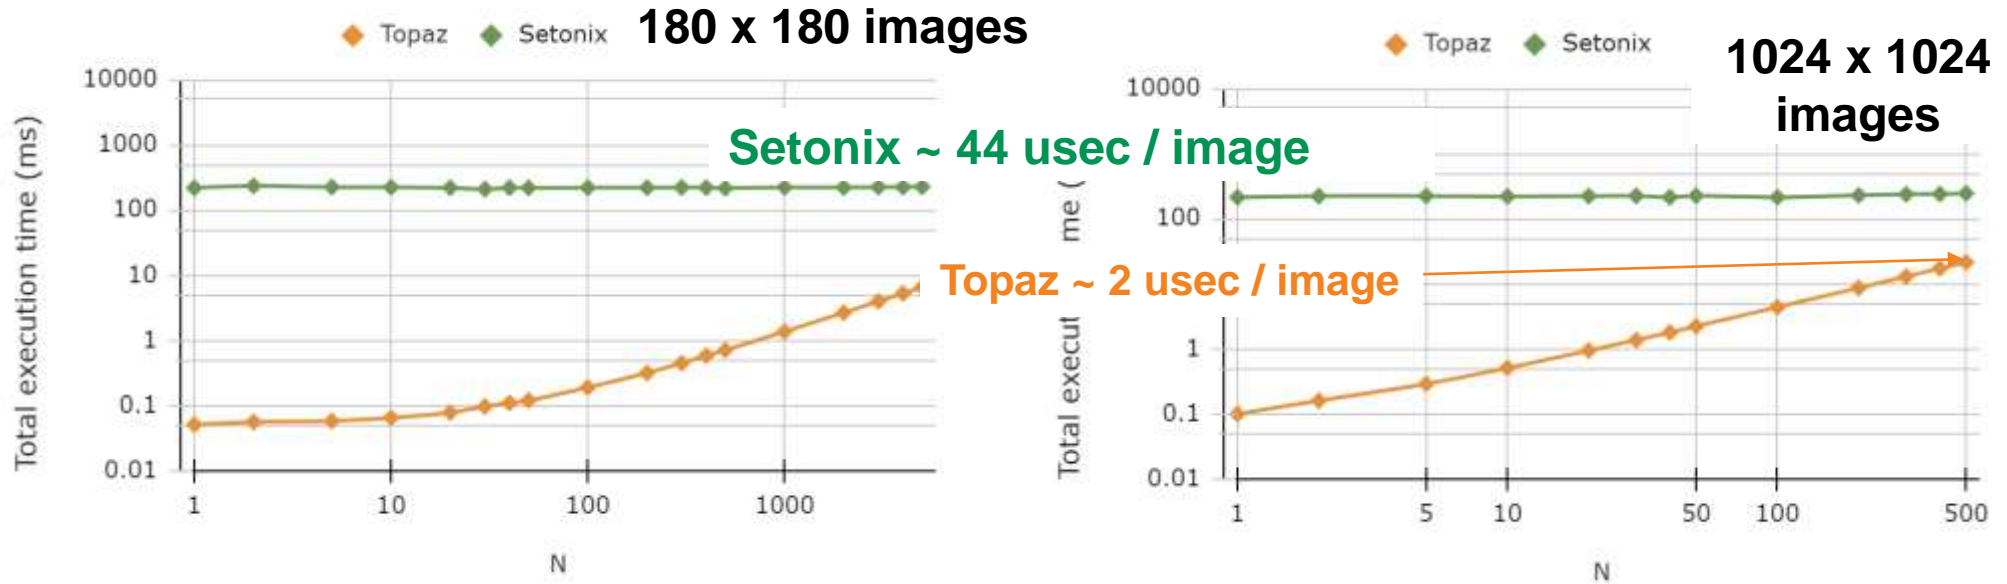 Topaz Setonix 180 x 180 images
10000
1000
100
10
1
0.1
0.01
Total execution time (ms)
1 10 100 1000
N
Setonix ~ 44 usec / image
Topaz ~ 2 usec / image
Topaz Setonix
1024 x 1024
images
10000
100
1
0.1
0.01
Total execut
me (
1 5 10 50 100 500
N